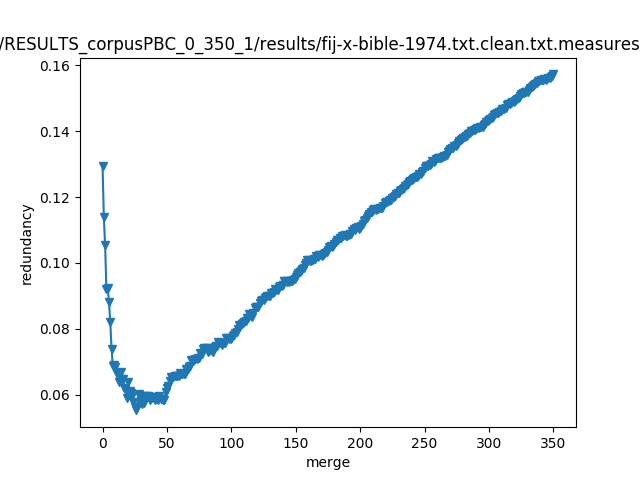 /RESULTS_corpusPBC_0_350_1/results/fij-x-bible-1974.txt.clean.txt.measures
0.16
0.14
0.12
0.10
0.08
0.06
redundancy
0 50 100 150 200 250 300 350
merge